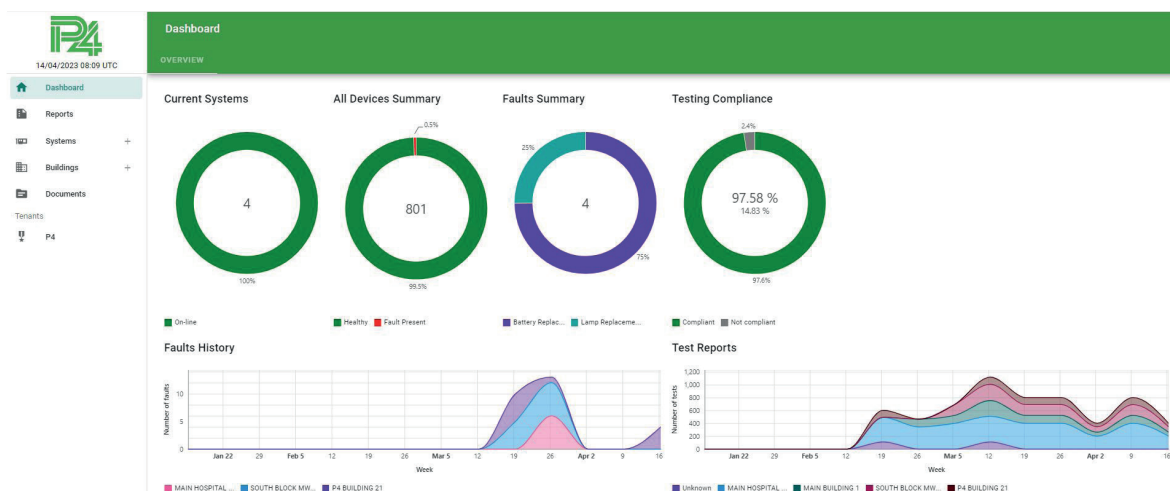 P4
14/04/2023 08:09 UTC
Dashboard
Reports
Systems +
Buildings +
Documents
Tenants
P4
Dashboard
OVERVIEW
Current Systems
4
100%
On-line
All Devices Summary
0.5%
801
99.5%
Healthy Fault Present
Faults Summary
25%
4
75%
Battery Replac... Lamp Replaceme...
Testing Compliance
2.4%
97.58 %
14.83 %
97.6%
Compliant Not compliant
Faults History
Number of faults
10
5
0
Jan 22 29 Feb 5 12 19 26 Mar 5 12 19 26 Apr 2 9 16
Week
MAIN HOSPITAL ... SOUTH BLOCK MW... P4 BUILDING 21
Test Reports
Number of tests
1,200
1,000
800
600
400
200
0
Jan 22 29 Feb 5 12 19 26 Mar 5 12 19 26 Apr 2 9 16
Week
Unknown MAIN HOSPITAL ... MAIN BUILDING 1 SOUTH BLOCK MW... P4 BUILDING 21